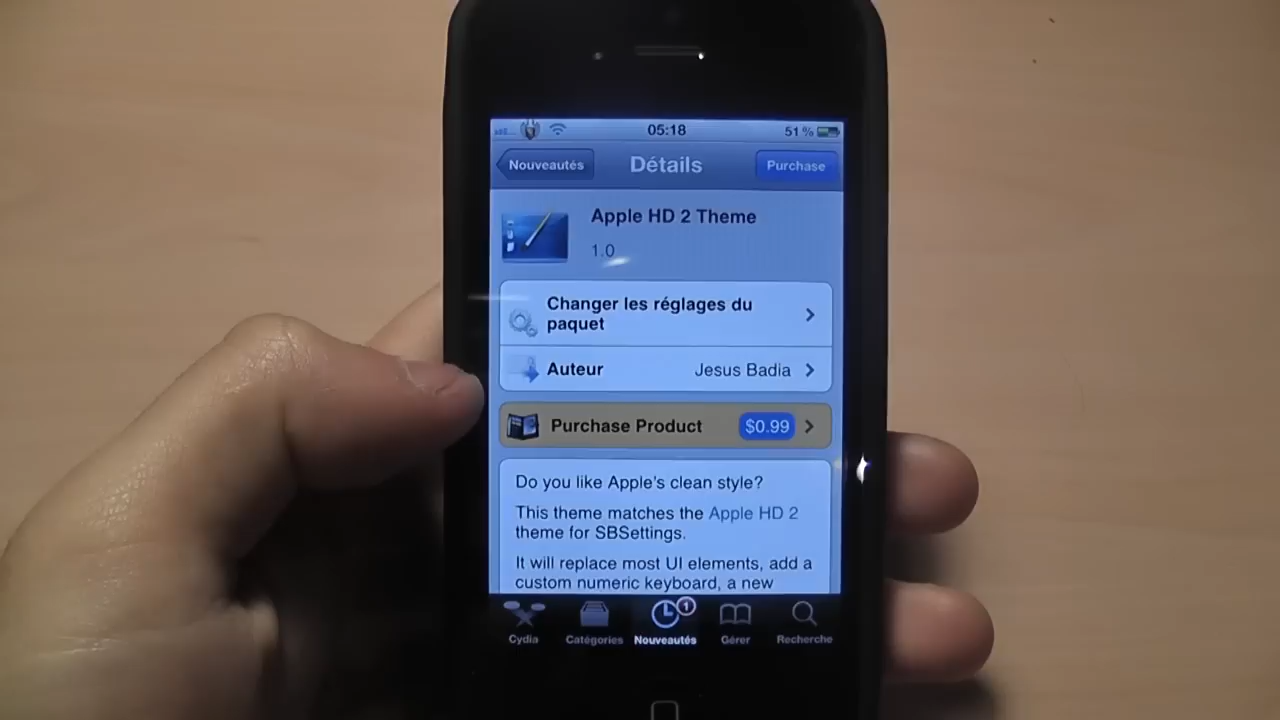 05:18
51 %
Nouveautés
Détails
Purchase
Apple HD 2 Theme
1.0
Changer les réglages du
paquet
Auteur
Jesus Badia
Purchase Product
$0.99
Do you like Apple's clean style?
This theme matches the Apple HD 2
theme for SBSettings.
It will replace most UI elements, add a
custom numeric keyboard, a new
1
Cydia
Catégories
Nouveautés
Gérer
Recherche